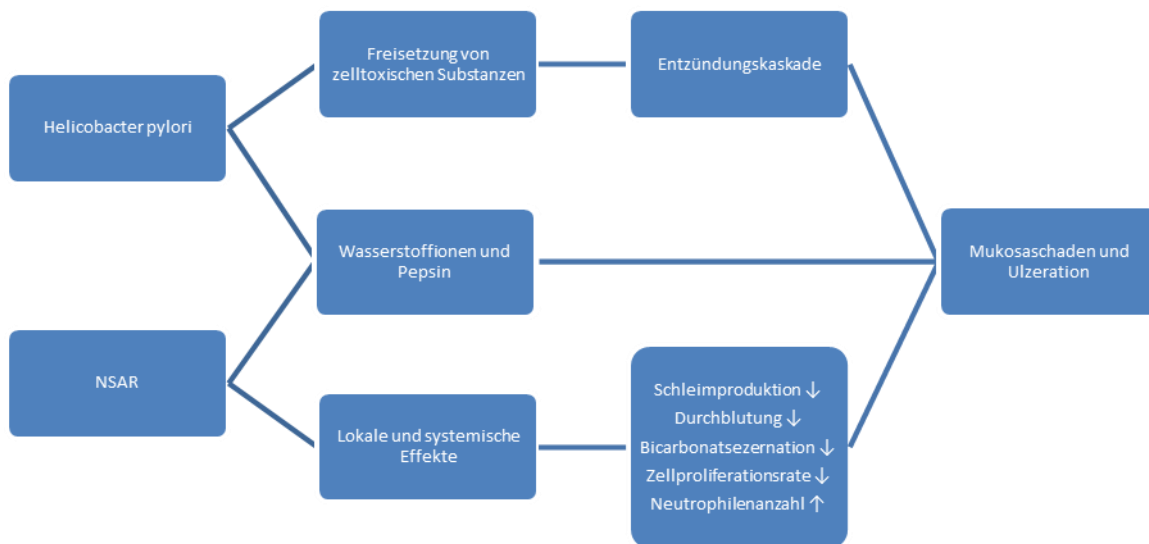 Freisetzung von
zelltoxischen Substanzen
Entzündungskaskade
Helicobacter pylori
Wasserstoffionen und
Pepsin
Mukosaschaden und
Ulzeration
NSAR
Lokale und systemische
Effekte
Schleimproduktion ↓
Durchblutung ↓
Bicarbonatsezernation ↓
Zellproliferationsrate ↓
Neutrophilenanzahl ↑